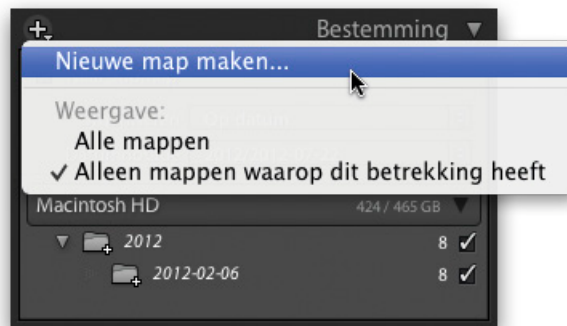 Bestemming
Nieuwe map maken...
Weergave:
Alle mappen
✓ Alleen mappen waarop dit betrekking heeft
Macintosh HD 424 / 465 GB
2012 8
2012-02-06 8